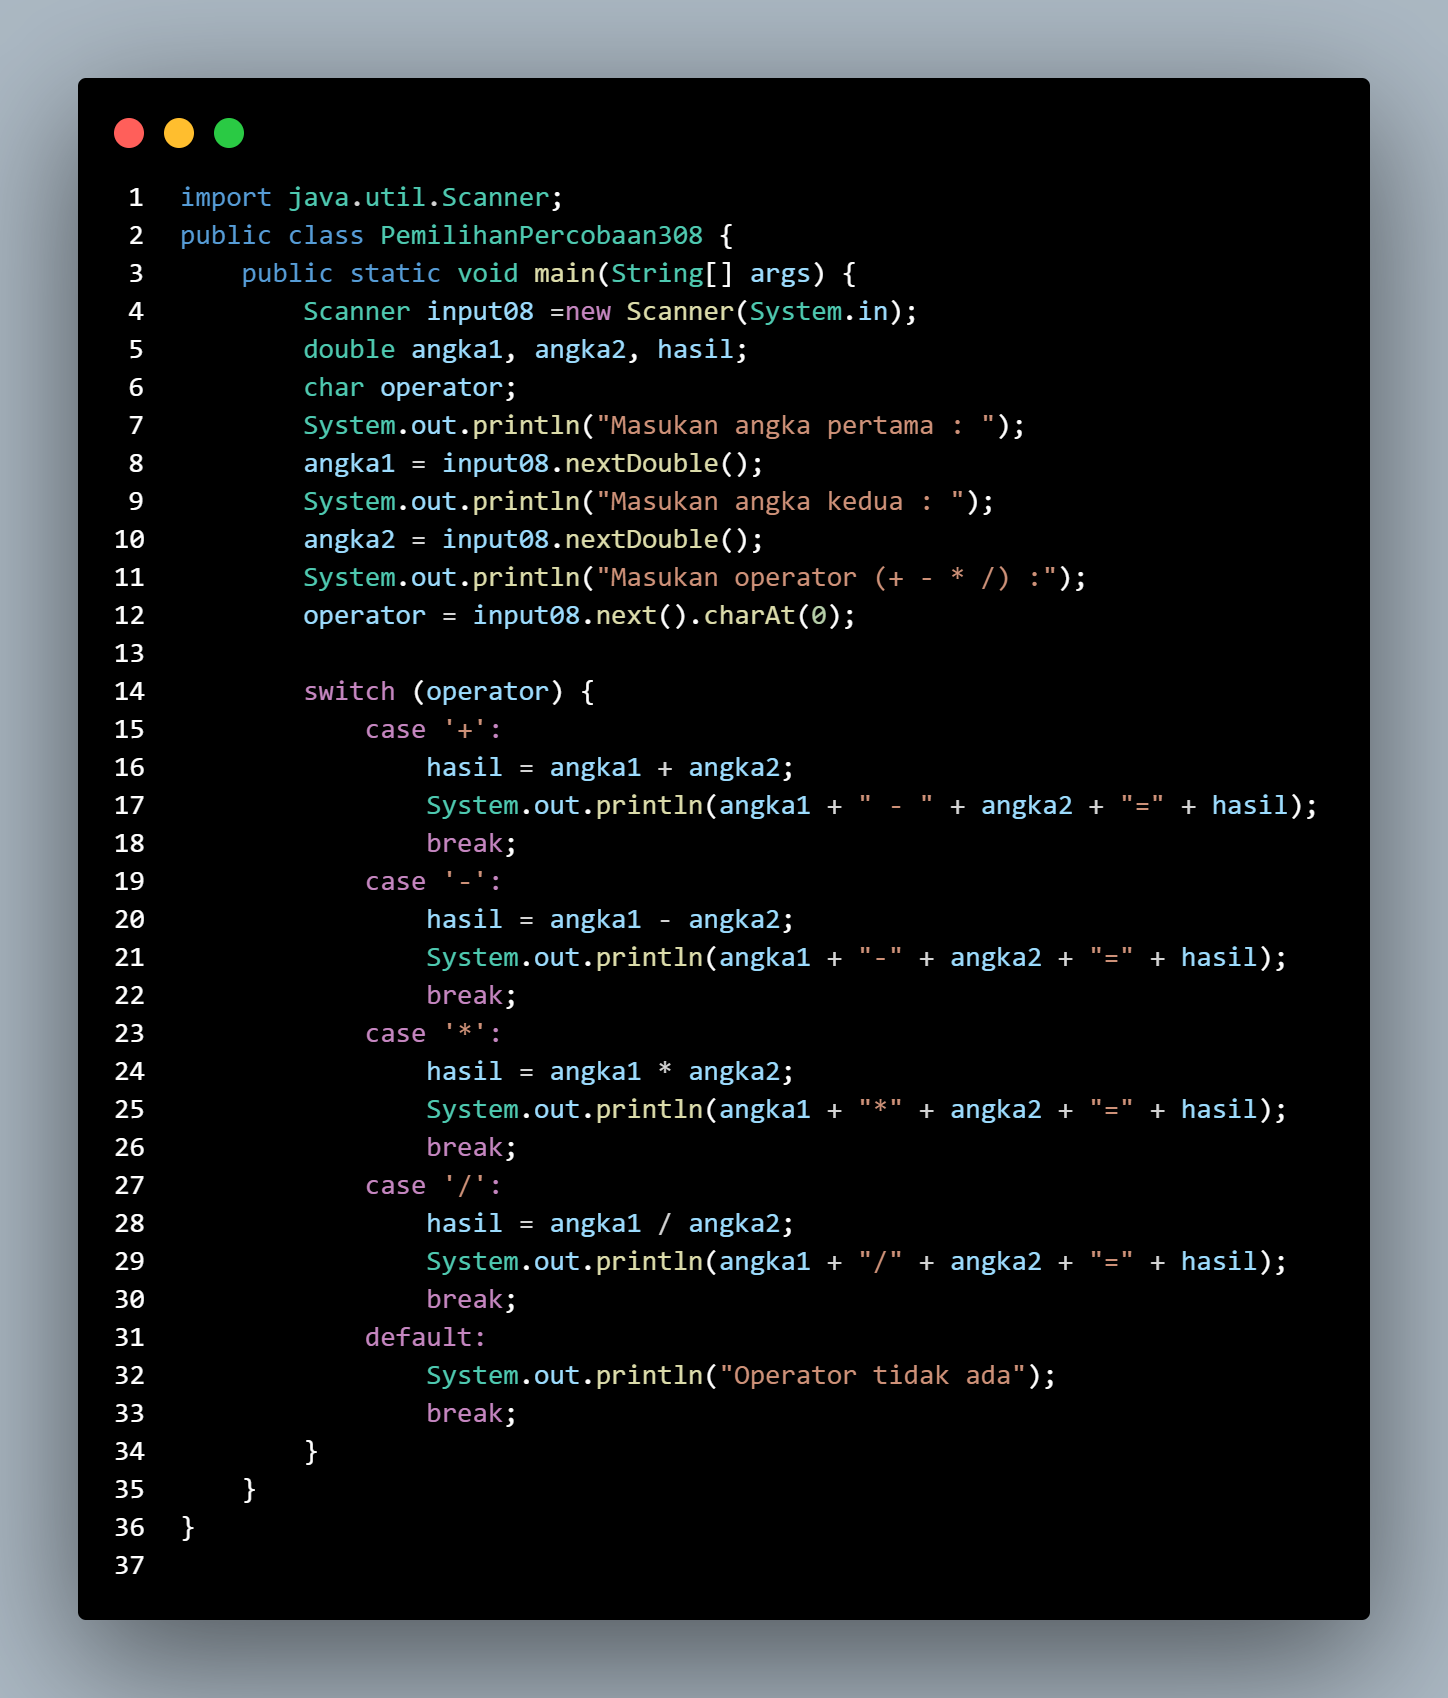 1 import java.util.Scanner;
2 public class PemilihanPercobaan308 {
3     public static void main(String[] args) {
4         Scanner input08 =new Scanner(System.in);
5         double angka1, angka2, hasil;
6         char operator;
7         System.out.println("Masukan angka pertama : ");
8         angka1 = input08.nextDouble();
9         System.out.println("Masukan angka kedua : ");
10         angka2 = input08.nextDouble();
11         System.out.println("Masukan operator (+ - * /) :");
12         operator = input08.next().charAt(0);
13
14         switch (operator) {
15             case '+':
16                 hasil = angka1 + angka2;
17                 System.out.println(angka1 + " - " + angka2 + "=" + hasil);
18                 break;
19             case '-':
20                 hasil = angka1 - angka2;
21                 System.out.println(angka1 + "-" + angka2 + "=" + hasil);
22                 break;
23             case '*':
24                 hasil = angka1 * angka2;
25                 System.out.println(angka1 + "*" + angka2 + "=" + hasil);
26                 break;
27             case '/':
28                 hasil = angka1 / angka2;
29                 System.out.println(angka1 + "/" + angka2 + "=" + hasil);
30                 break;
31             default:
32                 System.out.println("Operator tidak ada");
33                 break;
34         }
35     }
36 }
37